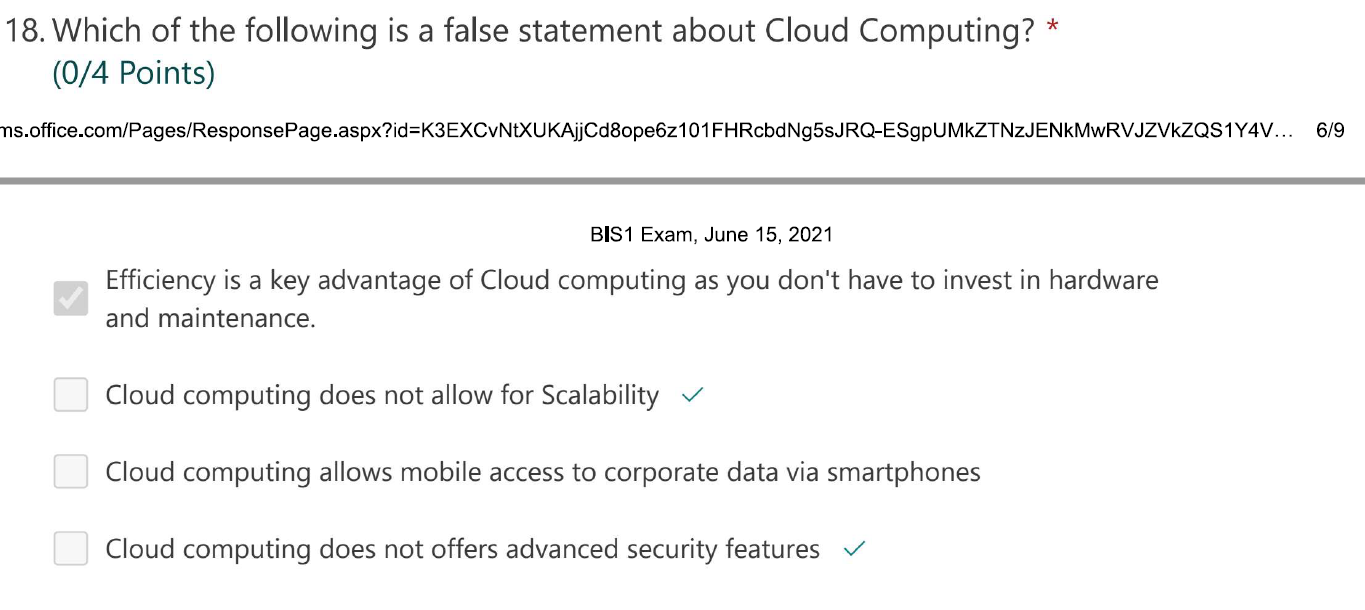 18. Which of the following is a false statement about Cloud Computing? *
(0/4 Points)
ms.office.com/Pages/ResponsePage.aspx?id=K3EXCvNtXUKAjjCd8ope6z101FHRcbdNg5sJRQ-ESgpUMkZTNzJENkMwRVJZVkZQS1Y4V... 6/9
BIS1 Exam, June 15, 2021
Efficiency is a key advantage of Cloud computing as you don't have to invest in hardware
and maintenance.
Cloud computing does not allow for Scalability
Cloud computing allows mobile access to corporate data via smartphones
Cloud computing does not offers advanced security features